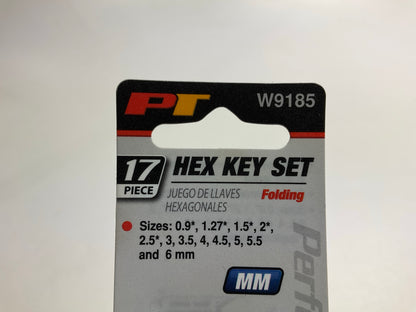 PT W9185
17 PIECE
HEX KEY SET
JUEGO DE LLAVES
HEXAGONALES
Folding
Sizes: 0.9*, 1.27*, 1.5*, 2*,
2.5*, 3, 3.5, 4, 4.5, 5, 5.5
and 6 mm
MM
Perf